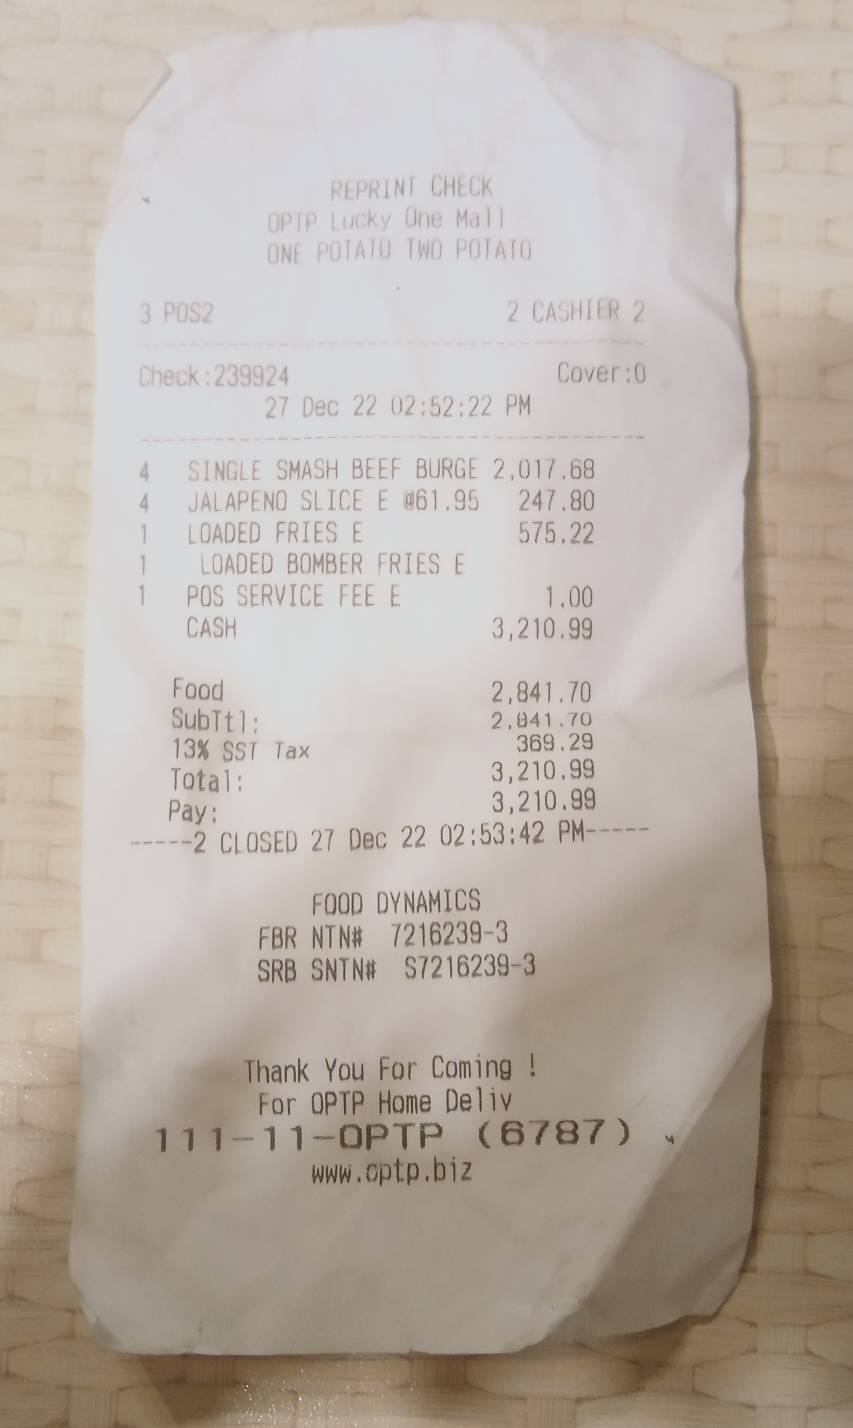 REPRINT CHECK
OPTP Lucky One Mall
ONE POTATO TWO POTATO
3 POS2 2 CASHIER 2
Check:239924 Cover:0
27 Dec 22 02:52:22 PM
4 SINGLE SMASH BEEF BURGE 2,017.68
4 JALAPENO SLICE E @61.95 247.80
1 LOADED FRIES E 575.22
1 LOADED BOMBER FRIES E
1 POS SERVICE FEE E 1.00
CASH 3,210.99
Food 2,841.70
SubTtl: 2,841.70
13% SST Tax 369.29
Total: 3,210.99
Pay: 3,210.99
-----2 CLOSED 27 Dec 22 02:53:42 PM-----
FOOD DYNAMICS
FBR NTN# 7216239-3
SRB SNTN# S7216239-3
Thank You For Coming !
For OPTP Home Deliv
111-11-OPTP (6787)
www.optp.biz